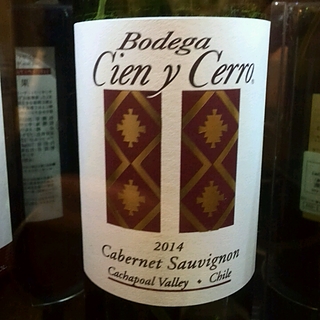 Bodega
Cien y Cerro
2014
Cabernet Sauvignon
Cachapoal Valley • Chile